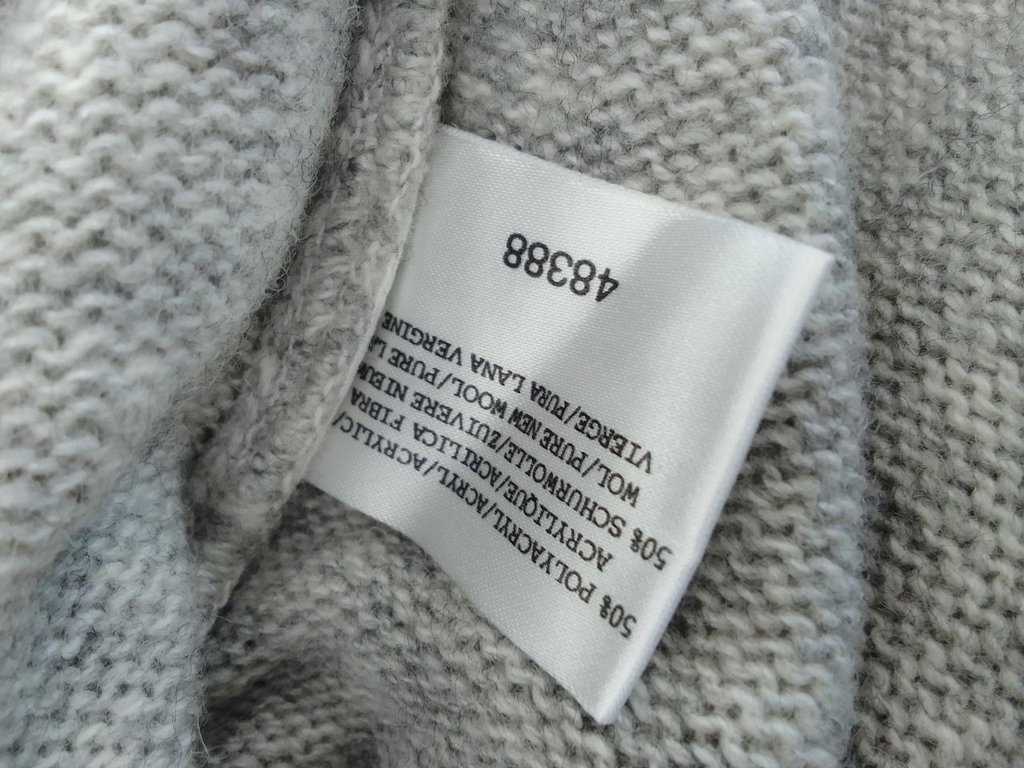 50% POLYACRYL/ACRYL/ACRYLIC/
ACRYLIQUE/ACRILICA FIBRA
50% SCHURWOLLE/ZUIVERE NIEUW
WOL/PURE NEW WOOL/PURE
VIERGE/PURA LANA VERGINE
48388